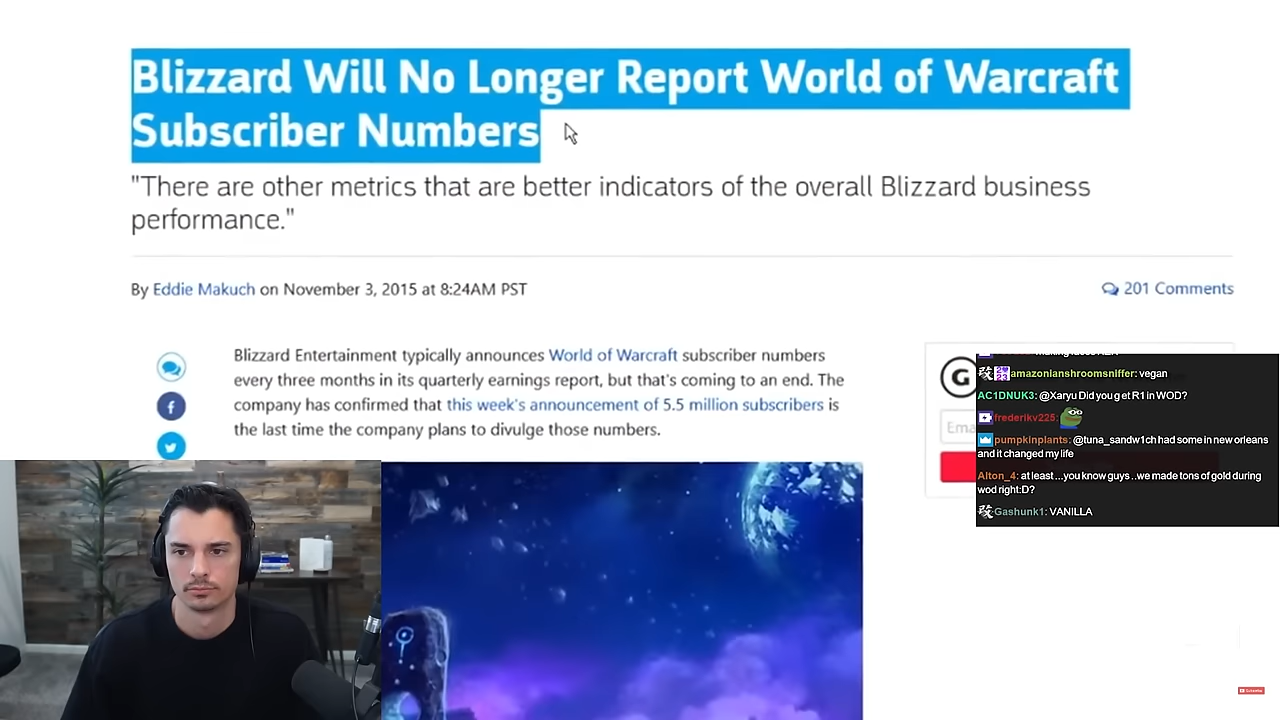 Blizzard Will No Longer Report World of Warcraft
Subscriber Numbers
"There are other metrics that are better indicators of the overall Blizzard business
performance."
By Eddie Makuch on November 3, 2015 at 8:24AM PST
201 Comments
Blizzard Entertainment typically announces World of Warcraft subscriber numbers
every three months in its quarterly earnings report, but that's coming to an end. The
company has confirmed that this week's announcement of 5.5 million subscribers is
the last time the company plans to divulge those numbers.
G
Ema
amazonianshroomsniffer: vegan
AC1DNUK3: @Xaryu Did you g et R1 in WOD?
frederikv225:
pumpkinplants: @tuna_sandw1ch had some in new orleans
and it changed my life
Alton_4: at least...you know guys ..we made tons of gold during
wod right:D?
Gashunk1: VANILLA
Subscribe